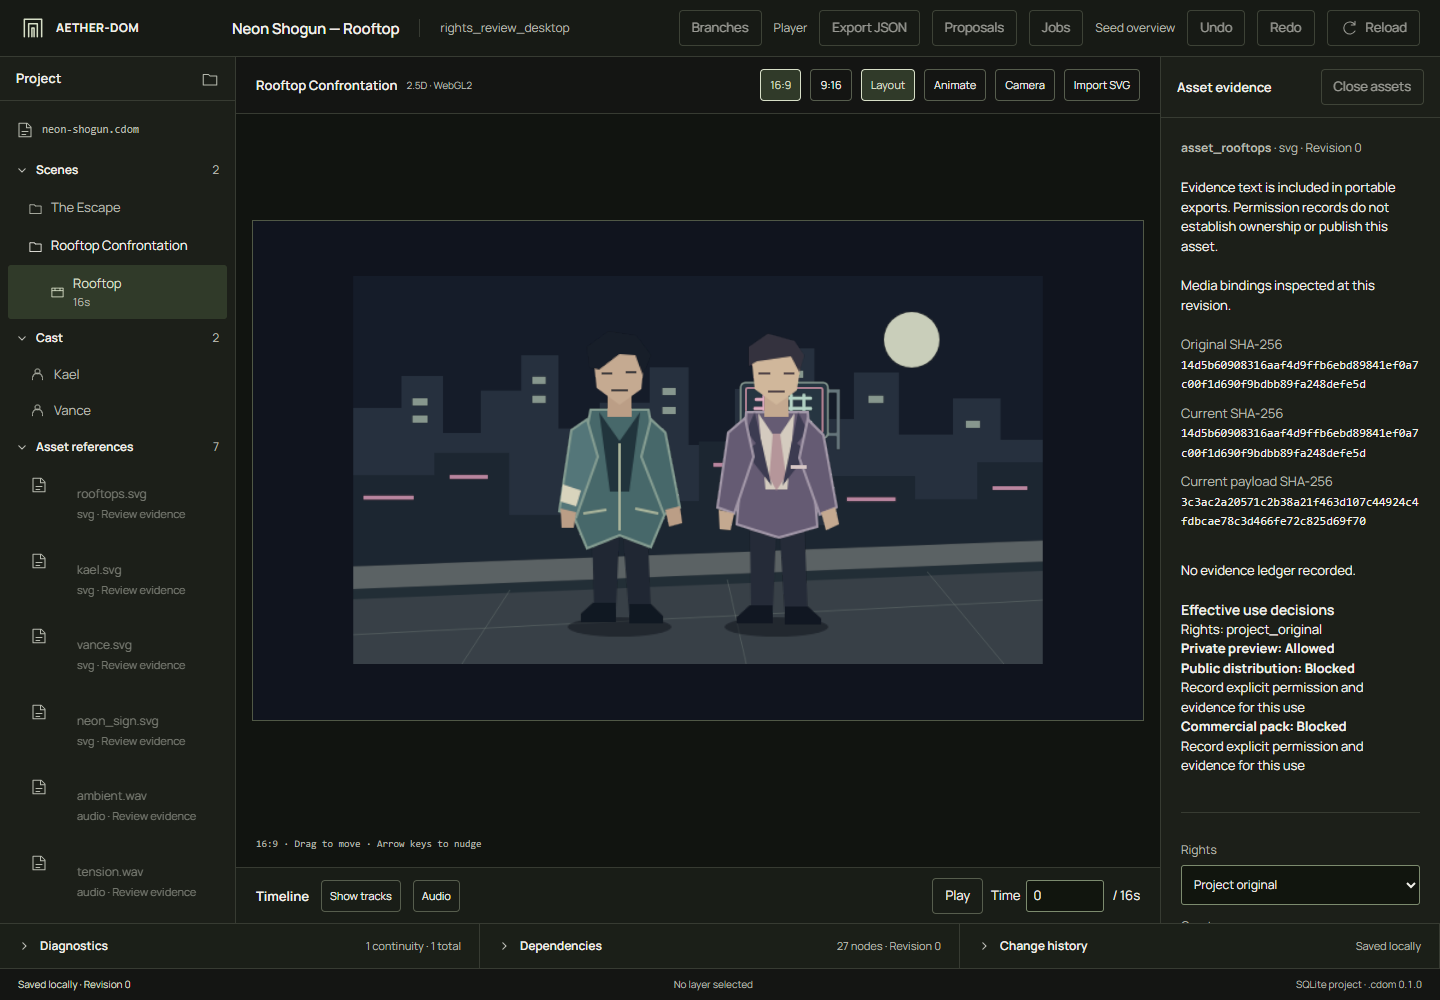 AETHER-DOM
Neon Shogun — Rooftop
rights_review_desktop
Branches
Player
Export JSON
Proposals
Jobs
Seed overview
Undo
Redo
Reload
Project
neon-shogun.cdom
Scenes 2
The Escape
Rooftop Confrontation
Rooftop
16s
Cast 2
Kael
Vance
Asset references 7
rooftops.svg
svg · Review evidence
kael.svg
svg · Review evidence
vance.svg
svg · Review evidence
neon_sign.svg
svg · Review evidence
ambient.wav
audio · Review evidence
tension.wav
audio · Review evidence
Rooftop Confrontation 2.5D · WebGL2
16:9
9:16
Layout
Animate
Camera
Import SVG
16:9 · Drag to move · Arrow keys to nudge
Timeline
Show tracks
Audio
Play
Time 0 / 16s
Asset evidence
Close assets
asset_rooftops · svg · Revision 0
Evidence text is included in portable
exports. Permission records do not
establish ownership or publish this
asset.
Media bindings inspected at this
revision.
Original SHA-256
14d5b60908316aaf4d9ffb6ebd89841ef0a7
c00f1d690f9bdbb89fa248defe5d
Current SHA-256
14d5b60908316aaf4d9ffb6ebd89841ef0a7
c00f1d690f9bdbb89fa248defe5d
Current payload SHA-256
3c3ac2a20571c2b38a21f463d107c44924c4
fdbcae78c3d466fe72c825d69f70
No evidence ledger recorded.
Effective use decisions
Rights: project_original
Private preview: Allowed
Public distribution: Blocked
Record explicit permission and
evidence for this use
Commercial pack: Blocked
Record explicit permission and
evidence for this use
Rights
Project original
Diagnostics
1 continuity · 1 total
Dependencies
27 nodes · Revision 0
Change history
Saved locally
Saved locally · Revision 0
No layer selected
SQLite project · .cdom 0.1.0